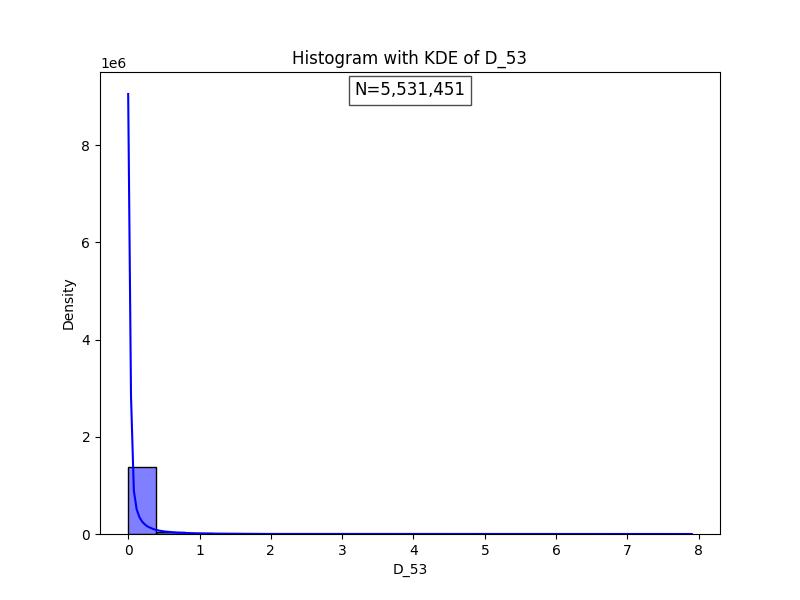 Histogram with KDE of D_53
1e6
N=5,531,451
8
6
4
2
0
Density
0 1 2 3 4 5 6 7 8
D_53